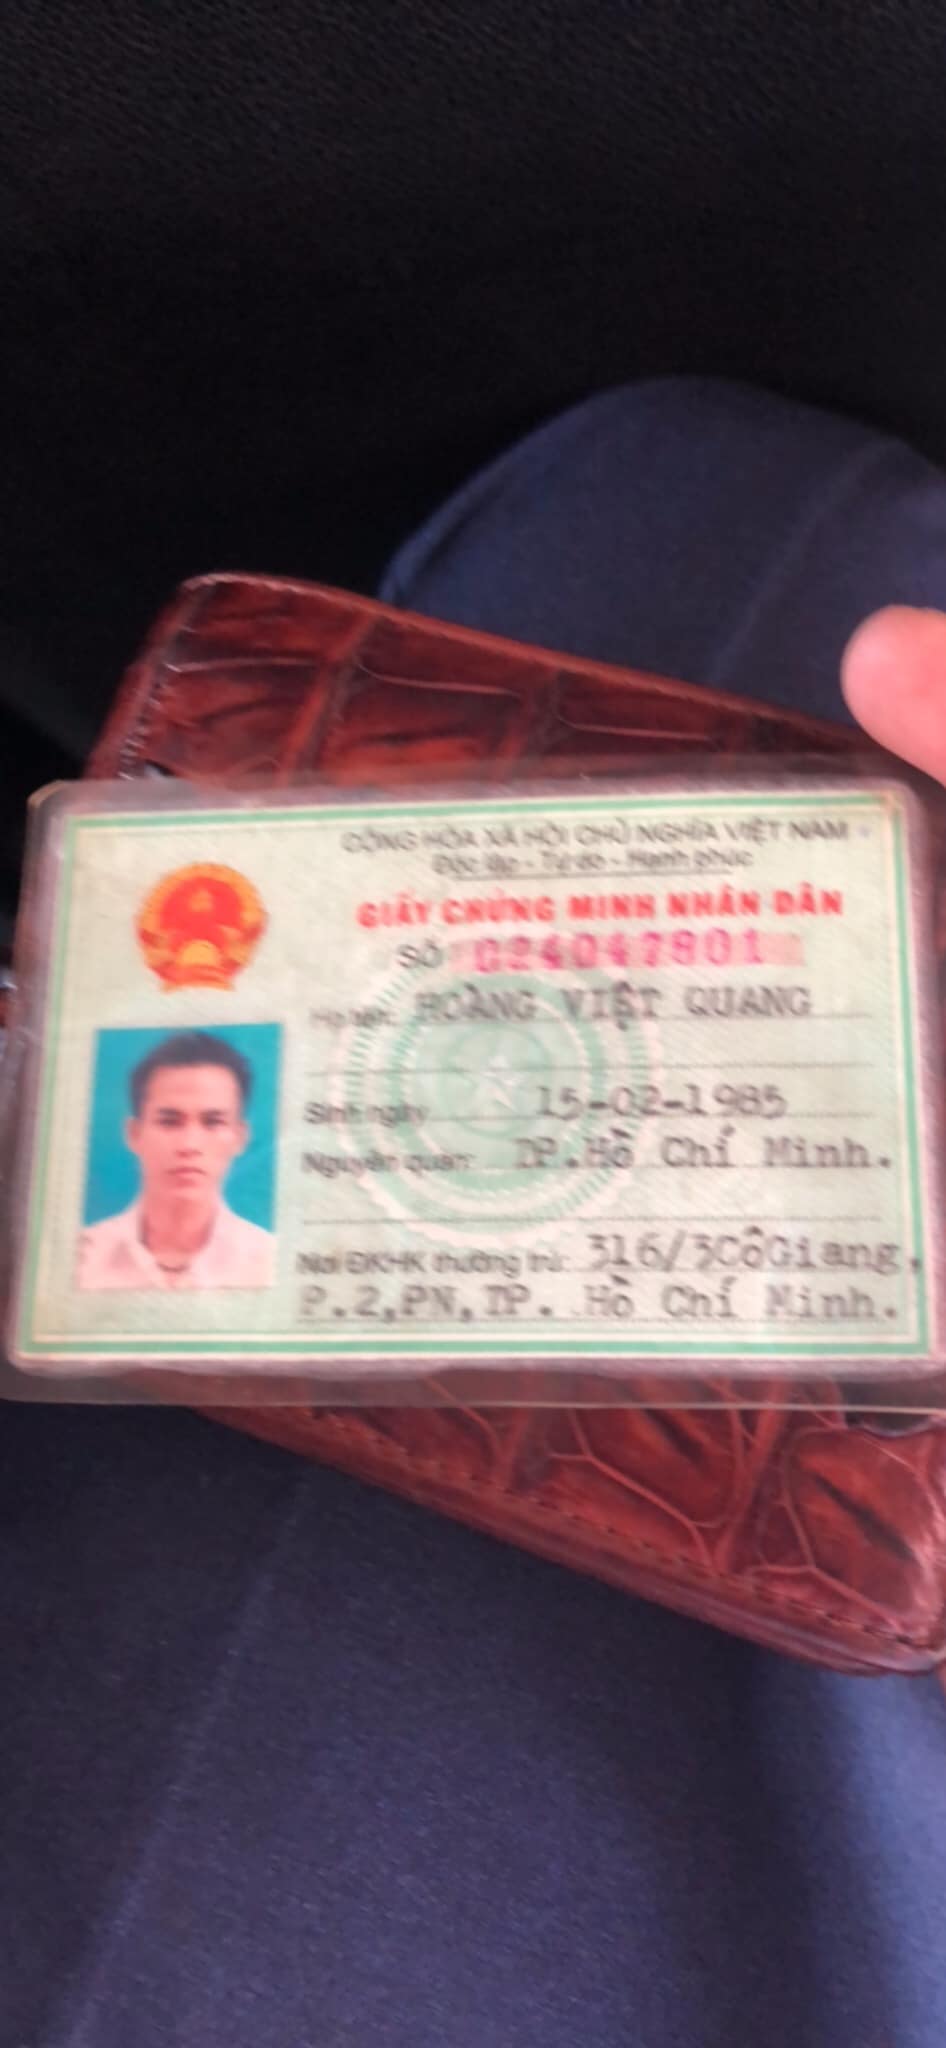 CỘNG HÒA XÃ HỘI CHỦ NGHĨA VIỆT NAM
Độc lập - Tự do - Hạnh phúc
GIẤY CHỨNG MINH NHÂN DÂN
SỐ 024047801
Họ tên: HOÀNG VIỆT QUANG
Sinh ngày 15-02-1985
Nguyên quán: TP.Hồ Chí Minh.
Nơi ĐKHK thường trú: 316/3CôGiang,
P.2,PN,TP. Hồ Chí Minh.